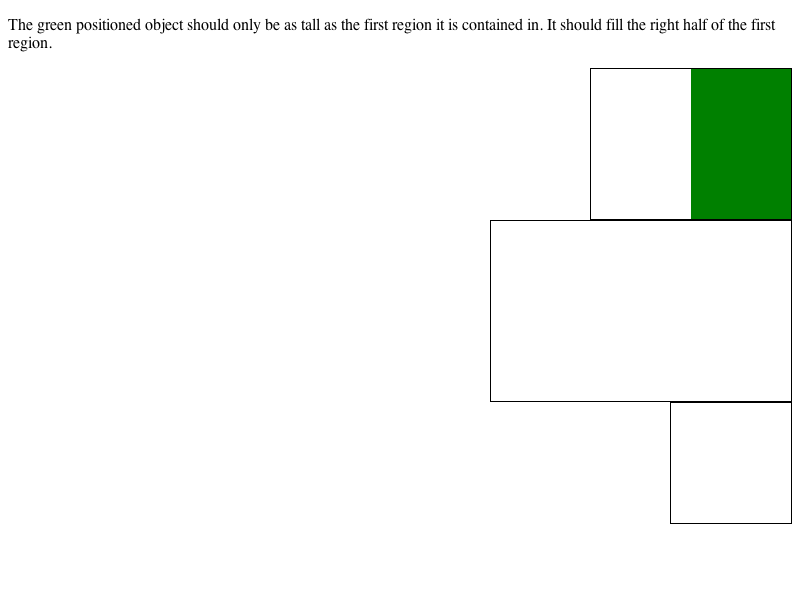 The green positioned object should only be as tall as the first region it is contained in. It should fill the right half of the first
region.